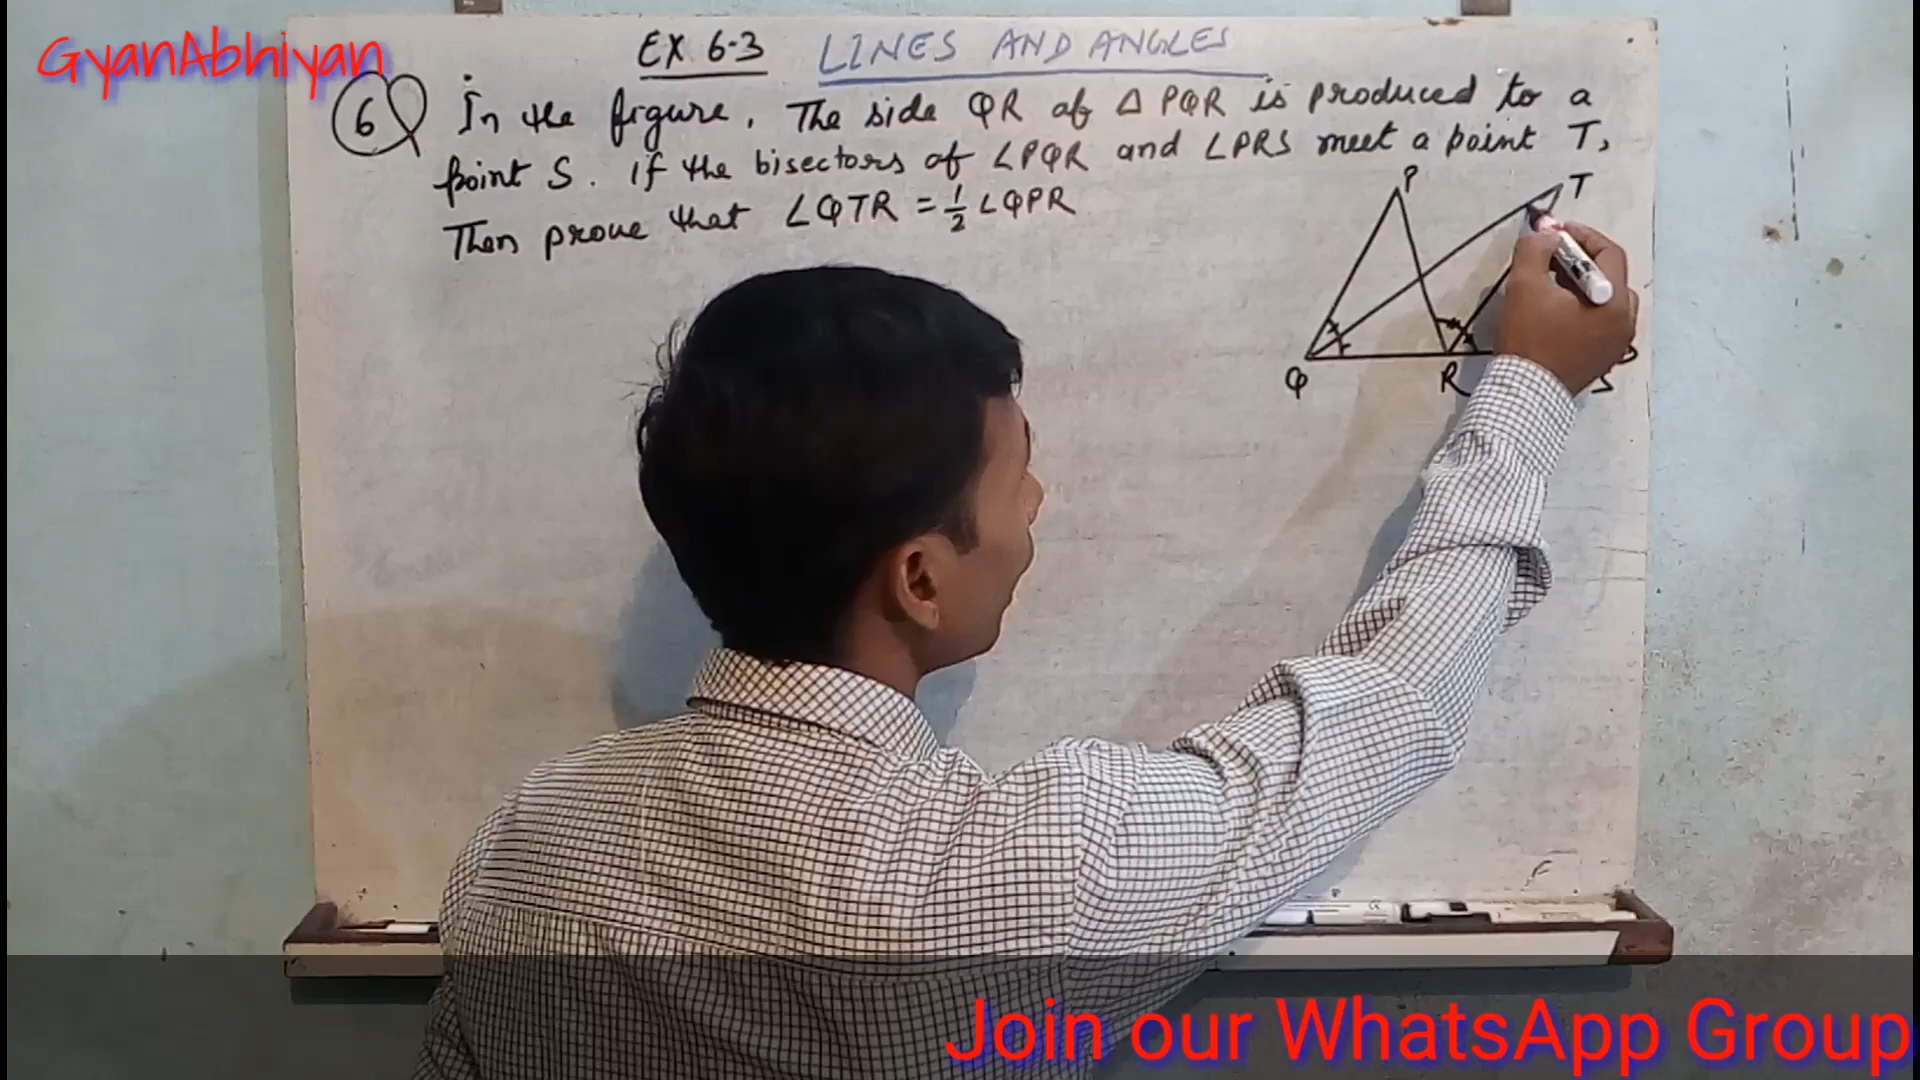 GyanAbhiyan
EX 6.3 LINES AND ANGLES
6 In the figure, The side QR of Δ PQR is produced to a
point S. If the bisectors of ∠PQR and ∠PRS meet a point T,
Then prove that ∠QTR = 1/2 ∠QPR
P
T
Q
R
S
Join our WhatsApp Group